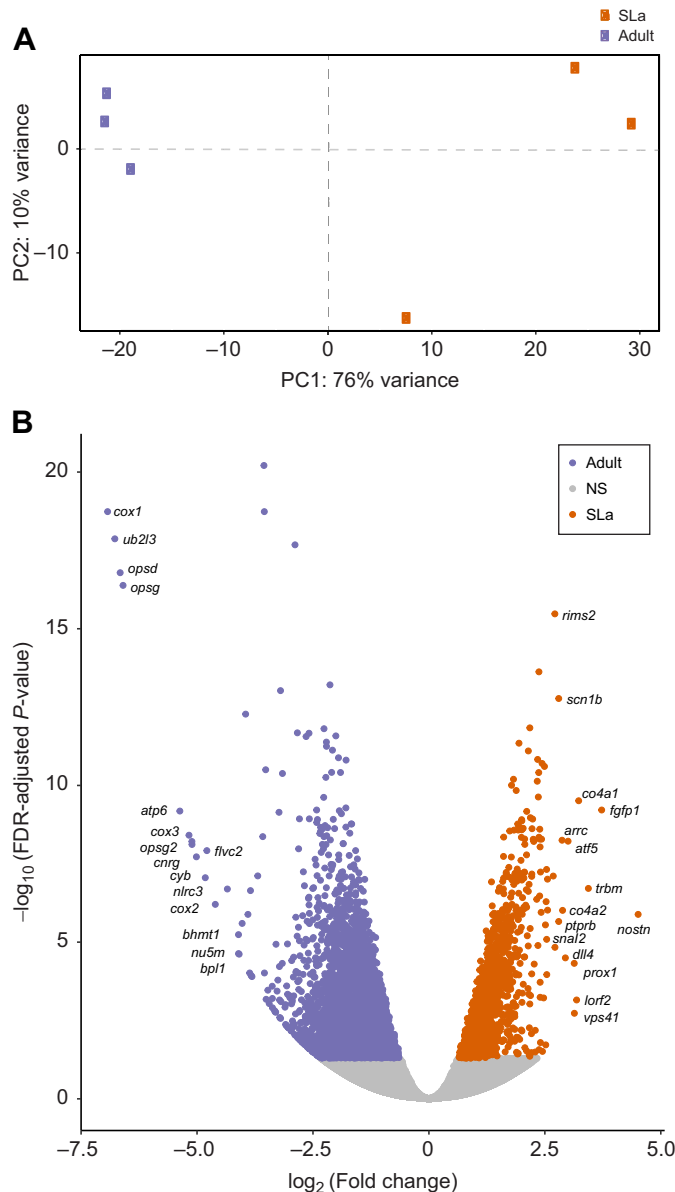 A
SLa
Adult
0
−10
PC2: 10% variance
−20
−10
0
10
20
30
PC1: 76% variance
B
20
15
10
5
0
−log10 (FDR-adjusted P-value)
Adult
NS
SLa
cox1
ub2l3
opsd
opsg
rims2
scn1b
co4a1
fgfp1
atp6
cox3
opsg2
cnrg
flvc2
cyb
nlrc3
cox2
bhmt1
nu5m
bpl1
arrc
atf5
trbm
co4a2
ptprb
nostn
snal2
dll4
prox1
lorf2
vps41
−7.5
−5.0
−2.5
0
2.5
5.0
log2 (Fold change)